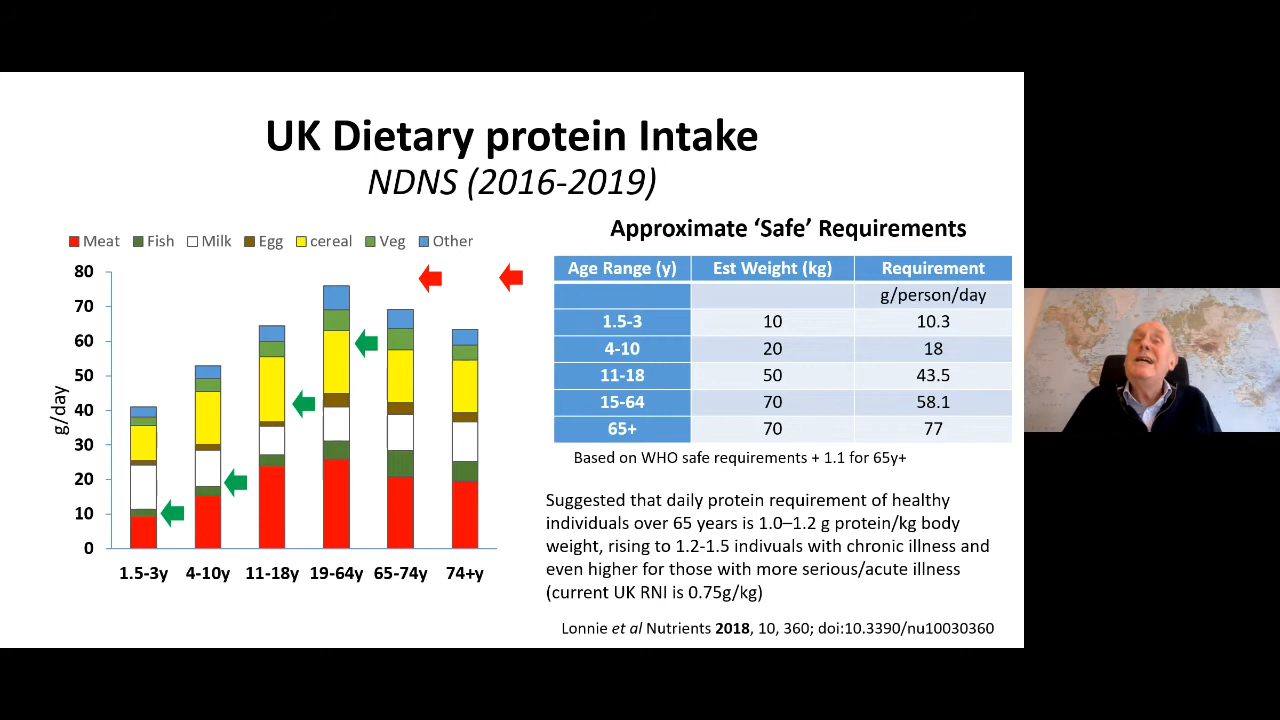 UK Dietary protein Intake
NDNS (2016-2019)
Meat Fish Milk Egg cereal Veg Other
80
70
60
50
40
30
20
10
0
g/day
1.5-3y 4-10y 11-18y 19-64y 65-74y 74+y
Approximate ‘Safe’ Requirements
Age Range (y) Est Weight (kg) Requirement
g/person/day
1.5-3 10 10.3
4-10 20 18
11-18 50 43.5
15-64 70 58.1
65+ 70 77
Based on WHO safe requirements + 1.1 for 65y+
Suggested that daily protein requirement of healthy
individuals over 65 years is 1.0–1.2 g protein/kg body
weight, rising to 1.2-1.5 indivuals with chronic illness and
even higher for those with more serious/acute illness
(current UK RNI is 0.75g/kg)
Lonnie et al Nutrients 2018, 10, 360; doi:10.3390/nu10030360